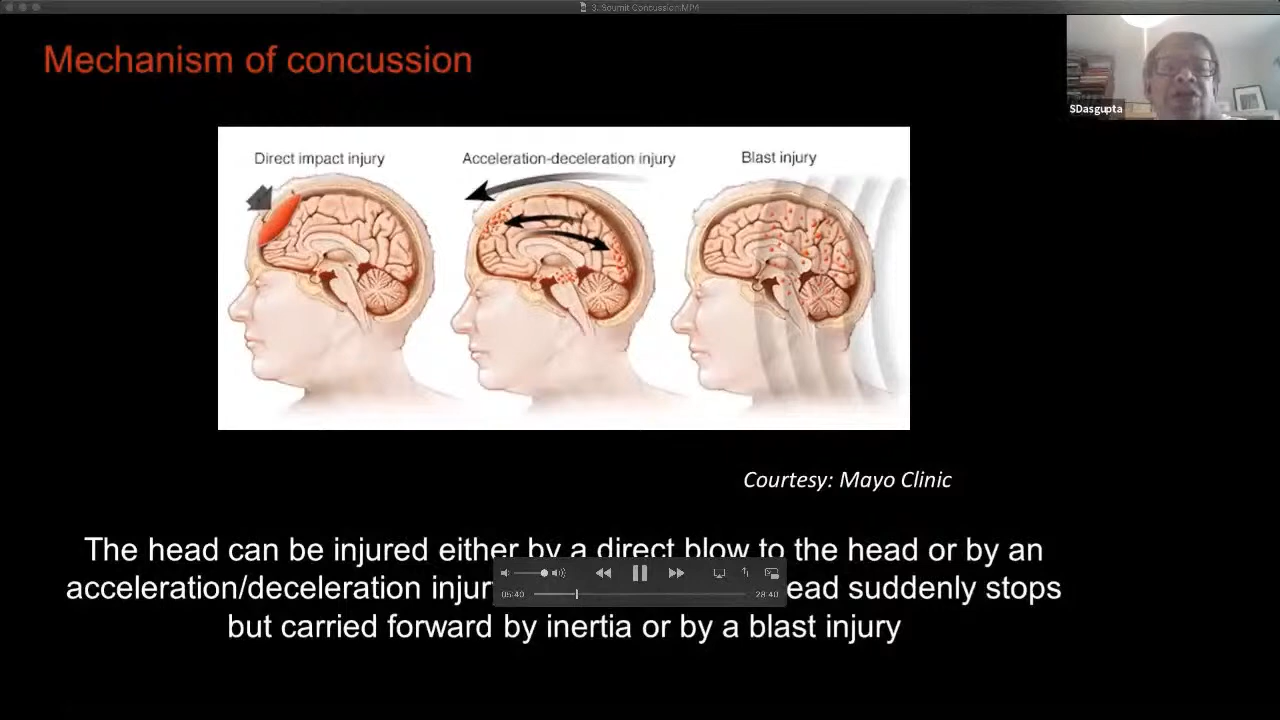 3. Soumit Concussion.MP4
Mechanism of concussion
SDasgupta
Direct impact injury
Acceleration-deceleration injury
Blast injury
Courtesy: Mayo Clinic
The head can be injured either by a direct blow to the head or by an
acceleration/deceleration injur ead suddenly stops
05:40
28:40
but carried forward by inertia or by a blast injury